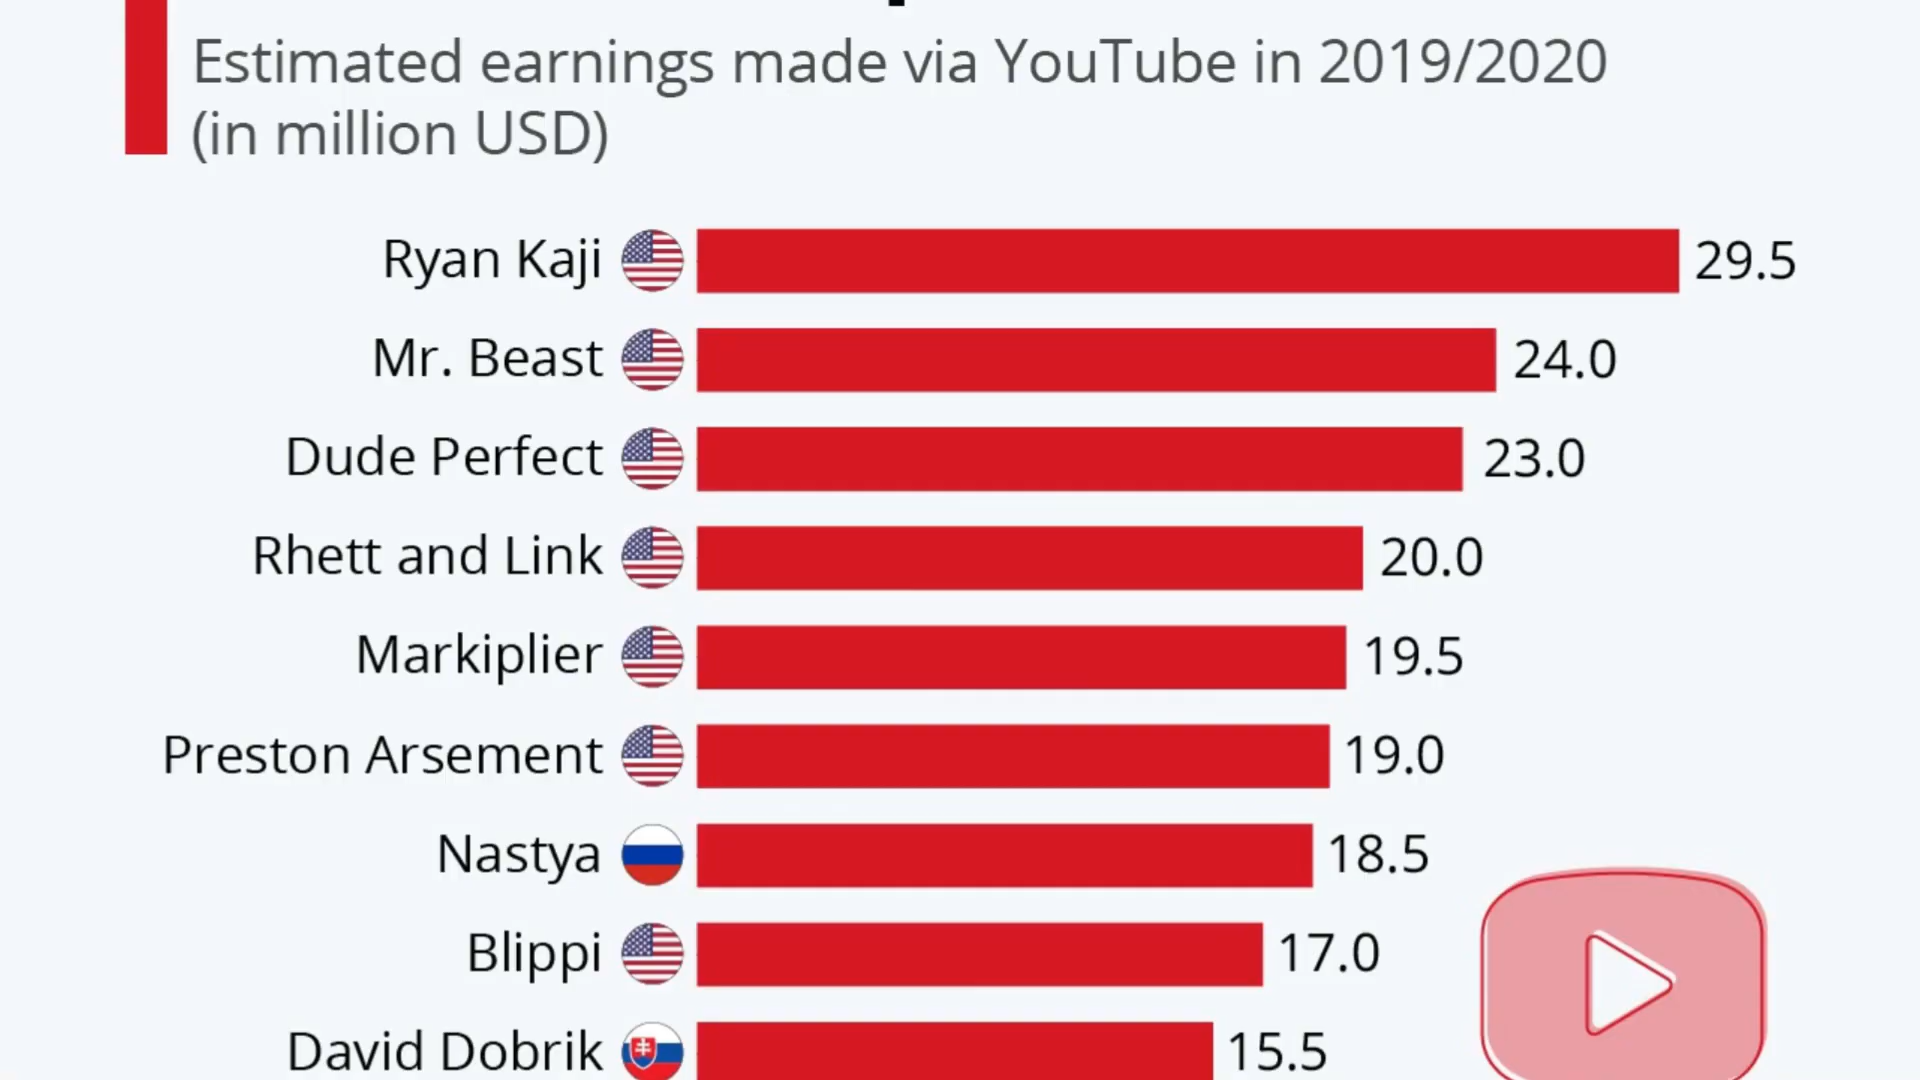 Estimated earnings made via YouTube in 2019/2020
(in million USD)
Ryan Kaji 29.5
Mr. Beast 24.0
Dude Perfect 23.0
Rhett and Link 20.0
Markiplier 19.5
Preston Arsement 19.0
Nastya 18.5
Blippi 17.0
David Dobrik 15.5